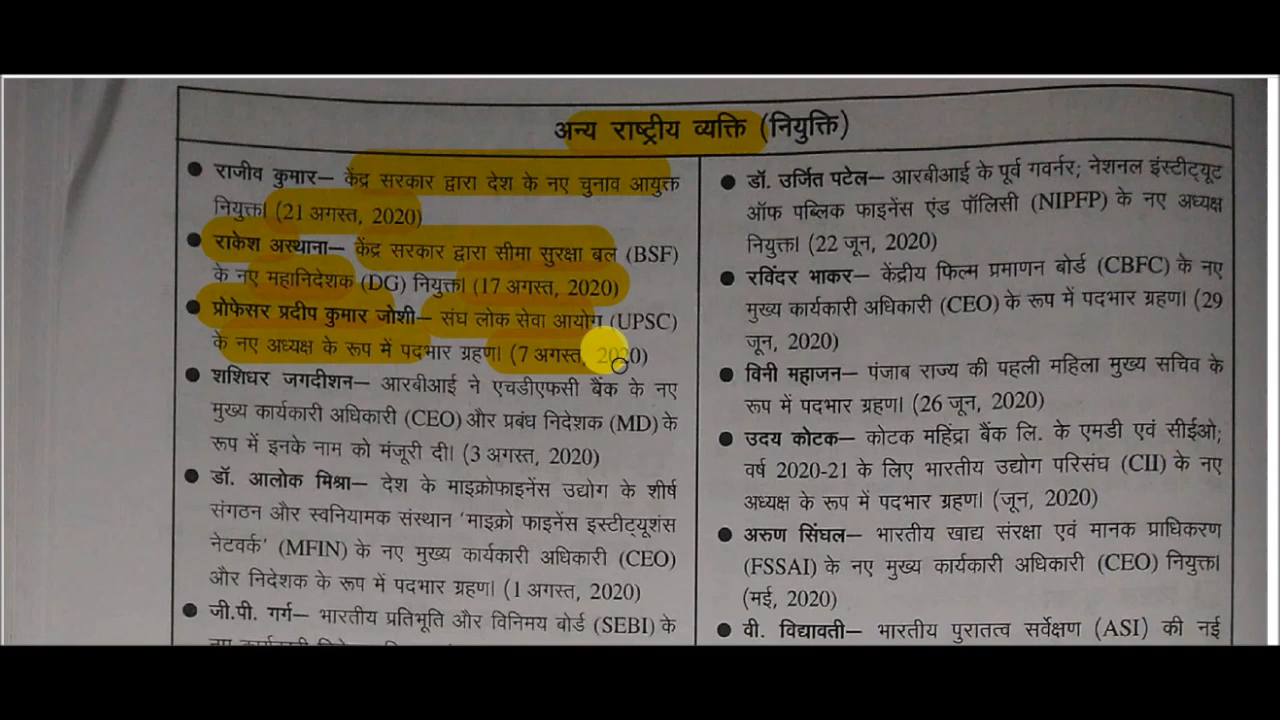 अन्य राष्ट्रीय व्यक्ति (नियुक्ति)
● राजीव कुमार— केंद्र सरकार द्वारा देश के नए चुनाव आयुक्त
नियुक्त। (21 अगस्त, 2020)
● राकेश अस्थाना— केंद्र सरकार द्वारा सीमा सुरक्षा बल (BSF)
के नए महानिदेशक (DG) नियुक्त। (17 अगस्त, 2020)
● प्रोफेसर प्रदीप कुमार जोशी— संघ लोक सेवा आयोग (UPSC)
के नए अध्यक्ष के रूप में पदभार ग्रहण। (7 अगस्त, 2020)
● शशिधर जगदीशन— आरबीआई ने एचडीएफसी बैंक के नए
मुख्य कार्यकारी अधिकारी (CEO) और प्रबंध निदेशक (MD) के
रूप में इनके नाम को मंजूरी दी। (3 अगस्त, 2020)
● डॉ. आलोक मिश्रा— देश के माइक्रोफाइनेंस उद्योग के शीर्ष
संगठन और स्वनियामक संस्थान ‘माइक्रो फाइनेंस इंस्टीट्यूशंस
नेटवर्क’ (MFIN) के नए मुख्य कार्यकारी अधिकारी (CEO)
और निदेशक के रूप में पदभार ग्रहण। (1 अगस्त, 2020)
● जी.पी. गर्ग— भारतीय प्रतिभूति और विनिमय बोर्ड (SEBI) के
● डॉ. उर्जित पटेल— आरबीआई के पूर्व गवर्नर; नेशनल इंस्टीट्यूट
ऑफ पब्लिक फाइनेंस एंड पॉलिसी (NIPFP) के नए अध्यक्ष
नियुक्त। (22 जून, 2020)
● रविंदर भाकर— केंद्रीय फिल्म प्रमाणन बोर्ड (CBFC) के नए
मुख्य कार्यकारी अधिकारी (CEO) के रूप में पदभार ग्रहण। (29
जून, 2020)
● विनी महाजन— पंजाब राज्य की पहली महिला मुख्य सचिव के
रूप में पदभार ग्रहण। (26 जून, 2020)
● उदय कोटक— कोटक महिंद्रा बैंक लि. के एमडी एवं सीईओ;
वर्ष 2020-21 के लिए भारतीय उद्योग परिसंघ (CII) के नए
अध्यक्ष के रूप में पदभार ग्रहण। (जून, 2020)
● अरुण सिंघल— भारतीय खाद्य संरक्षा एवं मानक प्राधिकरण
(FSSAI) के नए मुख्य कार्यकारी अधिकारी (CEO) नियुक्त।
(मई, 2020)
● वी. विद्यावती— भारतीय पुरातत्व सर्वेक्षण (ASI) की नई